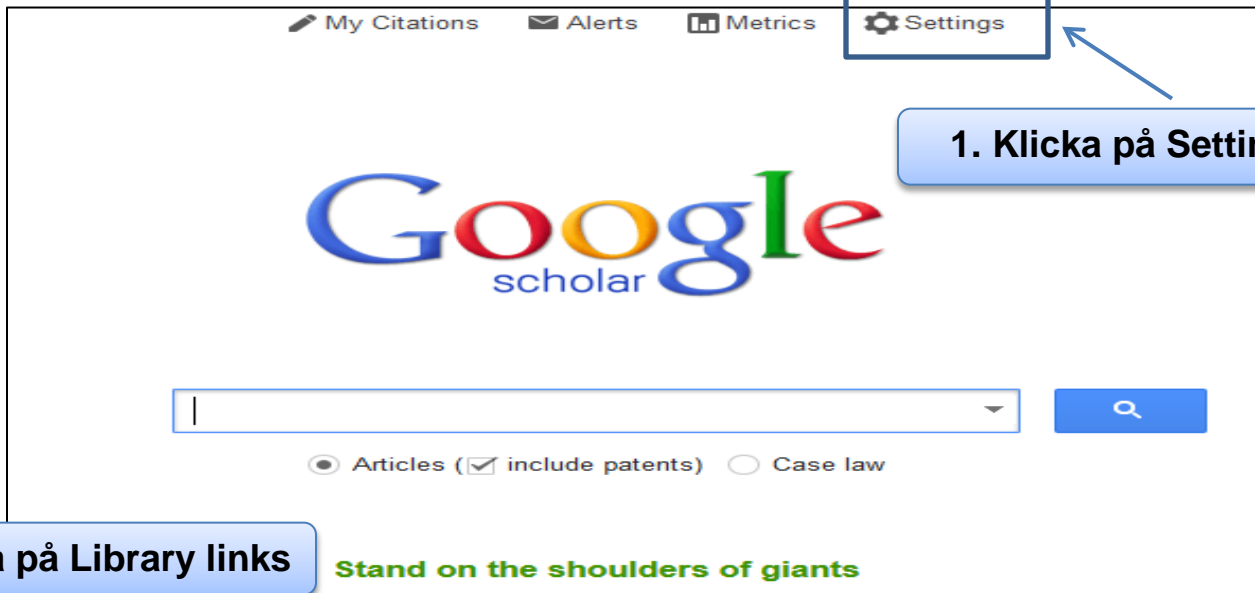 My Citations Alerts Metrics Settings
1. Klicka på Settin
Google
scholar
Articles (include patents) Case law
på Library links
Stand on the shoulders of giants